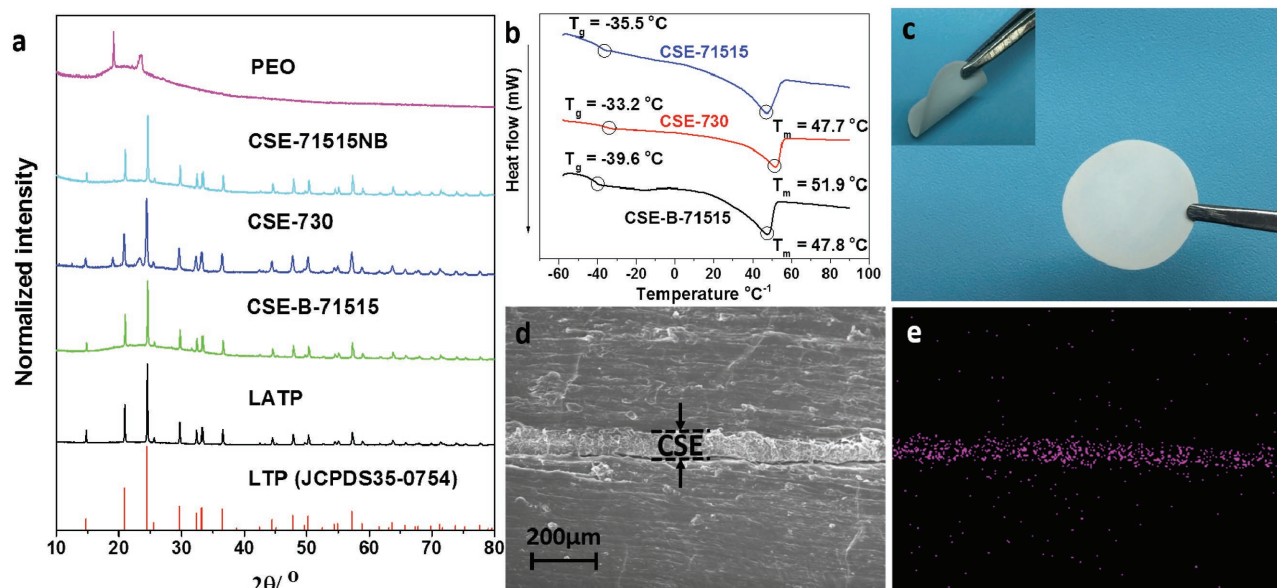 a
PEO
CSE-71515NB
CSE-730
CSE-B-71515
LATP
LTP (JCPDS35-0754)
Normalized intensity
10 20 30 40 50 60 70 80
2θ/ °
b
Tg -35.5 °C
CSE-71515
Tg -33.2 °C
CSE-730
Tm = 47.7 °C
Tg -39.6 °C
Tm = 51.9 °C
CSE-B-71515
Tm = 47.8 °C
Heat flow (mW)
-60 -40 -20 0 20 40 60 80 100
Temperature °C-1
c
d
CSE
200μm
e